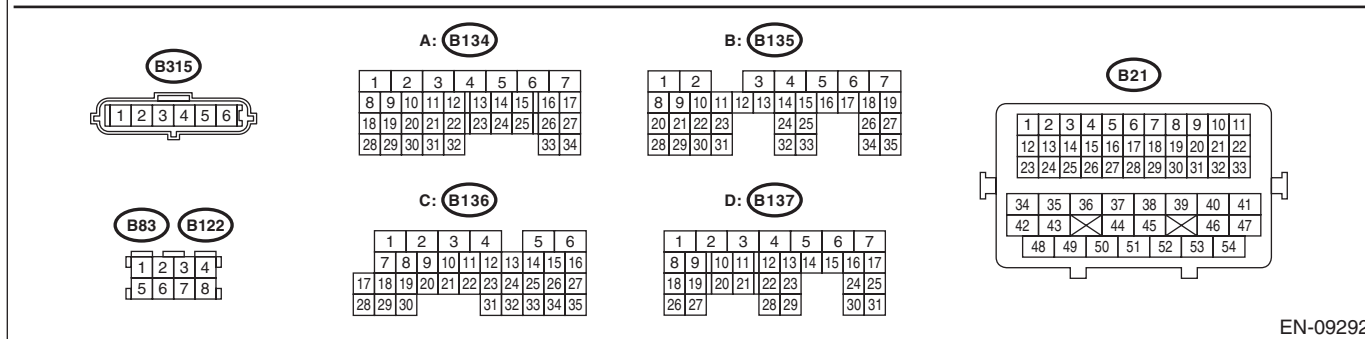 B315
1 2 3 4 5 6
B83 B122
1 2 3 4
5 6 7 8
A: B134
1 2 3 4 5 6 7
8 9 10 11 12 13 14 15 16 17
18 19 20 21 22 23 24 25 26 27
28 29 30 31 32 33 34
C: B136
1 2 3 4 5 6
7 8 9 10 11 12 13 14 15 16
17 18 19 20 21 22 23 24 25 26 27
28 29 30 31 32 33 34 35
B: B135
1 2 3 4 5 6 7
8 9 10 11 12 13 14 15 16 17 18 19
20 21 22 23 24 25 26 27
28 29 30 31 32 33 34 35
D: B137
1 2 3 4 5 6 7
8 9 10 11 12 13 14 15 16 17
18 19 20 21 22 23 24 25
26 27 28 29 30 31
B21
1 2 3 4 5 6 7 8 9 10 11
12 13 14 15 16 17 18 19 20 21 22
23 24 25 26 27 28 29 30 31 32 33
34 35 36 37 38 39 40 41
42 43 44 45 46 47
48 49 50 51 52 53 54
EN-09292